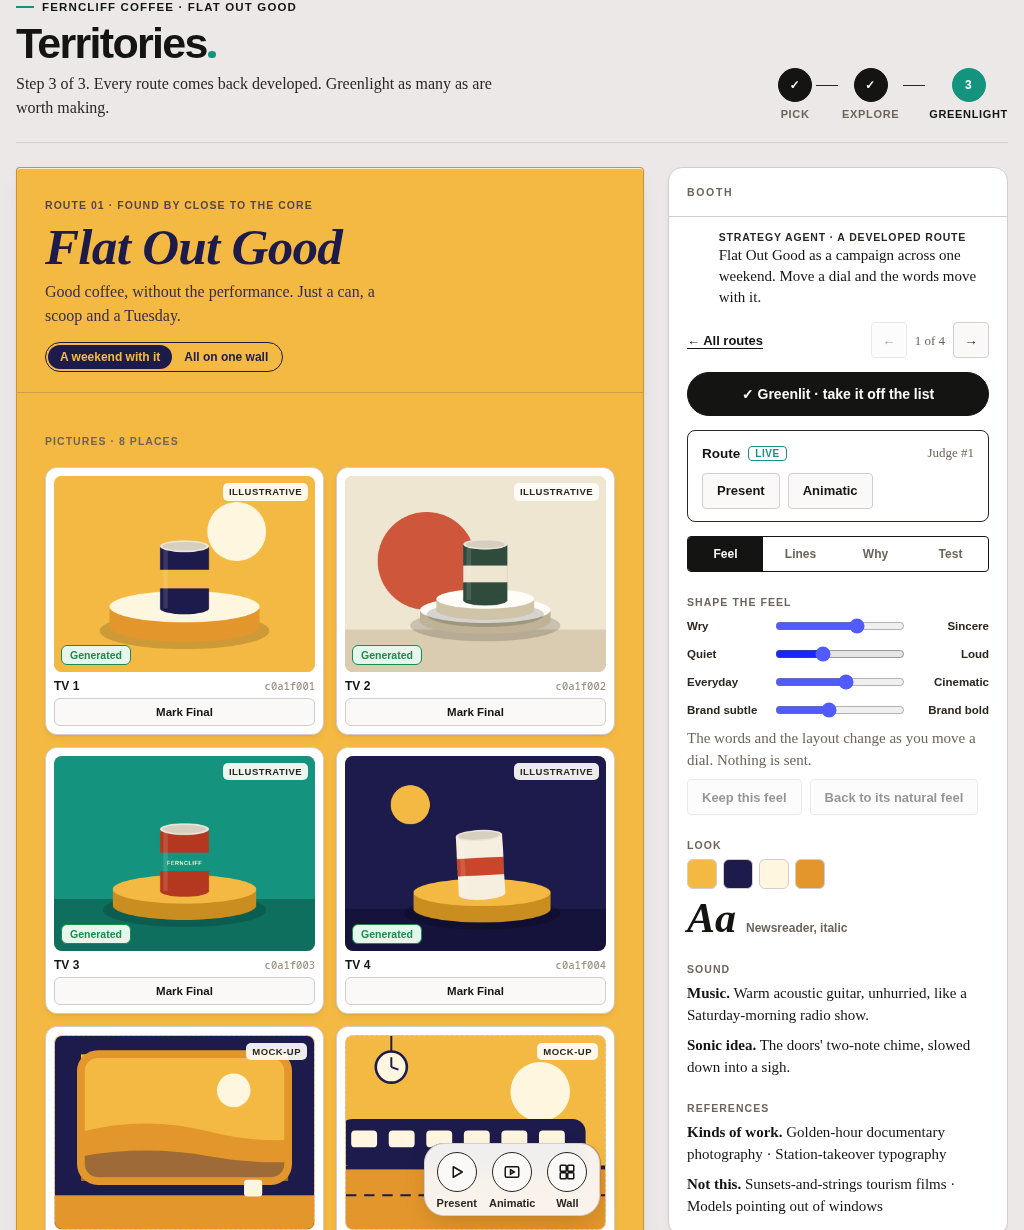 FERNCLIFF COFFEE · FLAT OUT GOOD
Territories.
Step 3 of 3. Every route comes back developed. Greenlight as many as are
worth making.
✓
✓
3
PICK
EXPLORE
GREENLIGHT
ROUTE 01 · FOUND BY CLOSE TO THE CORE
Flat Out Good
Good coffee, without the performance. Just a can, a
scoop and a Tuesday.
A weekend with it
All on one wall
PICTURES · 8 PLACES
ILLUSTRATIVE
Generated
TV 1
c0a1f001
Mark Final
ILLUSTRATIVE
Generated
TV 2
c0a1f002
Mark Final
ILLUSTRATIVE
FERNCLIFF
Generated
TV 3
c0a1f003
Mark Final
ILLUSTRATIVE
Generated
TV 4
c0a1f004
Mark Final
MOCK-UP
MOCK-UP
Present
Animatic
Wall
BOOTH
STRATEGY AGENT · A DEVELOPED ROUTE
Flat Out Good as a campaign across one
weekend. Move a dial and the words move
with it.
← All routes
←
1 of 4
→
✓ Greenlit · take it off the list
Route
LIVE
Judge #1
Present
Animatic
Feel
Lines
Why
Test
SHAPE THE FEEL
Wry
Sincere
Quiet
Loud
Everyday
Cinematic
Brand subtle
Brand bold
The words and the layout change as you move a
dial. Nothing is sent.
Keep this feel
Back to its natural feel
LOOK
Aa
Newsreader, italic
SOUND
Music. Warm acoustic guitar, unhurried, like a
Saturday-morning radio show.
Sonic idea. The doors' two-note chime, slowed
down into a sigh.
REFERENCES
Kinds of work. Golden-hour documentary
photography · Station-takeover typography
Not this. Sunsets-and-strings tourism films ·
Models pointing out of windows